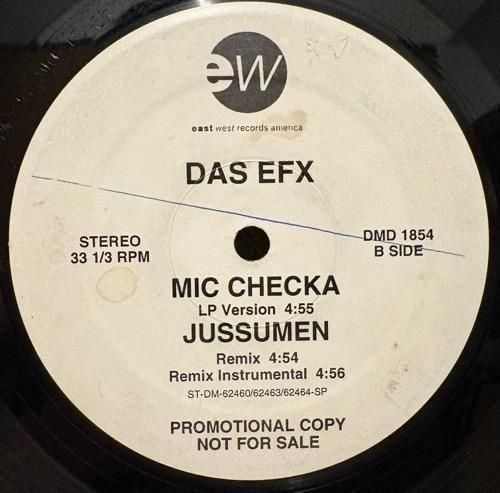 ew
east west records america
DAS EFX
STEREO
33 1/3 RPM
DMD 1854
B SIDE
MIC CHECKA
LP Version 4:55
JUSSUMEN
Remix 4:54
Remix Instrumental 4:56
ST-DM-62460/62463/62464-SP
PROMOTIONAL COPY
NOT FOR SALE